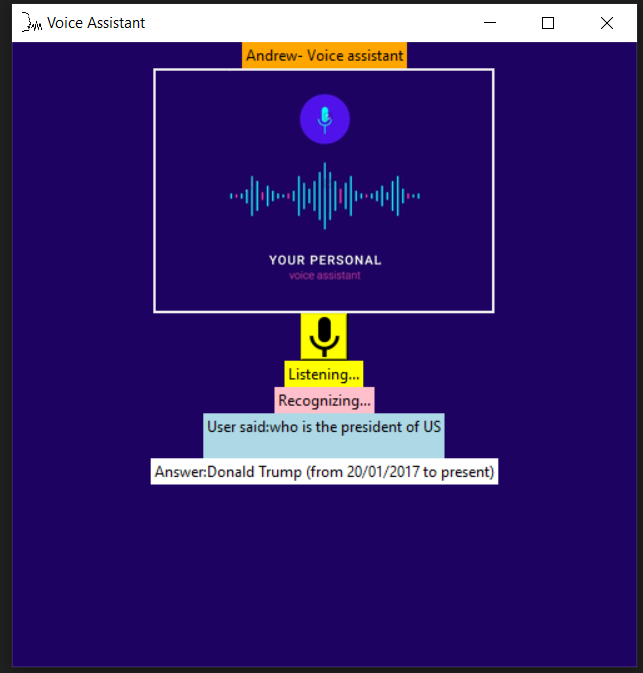 Voice Assistant
Andrew- Voice assistant
YOUR PERSONAL
voice assistant
Listening...
Recognizing...
User said:who is the president of US
Answer:Donald Trump (from 20/01/2017 to present)